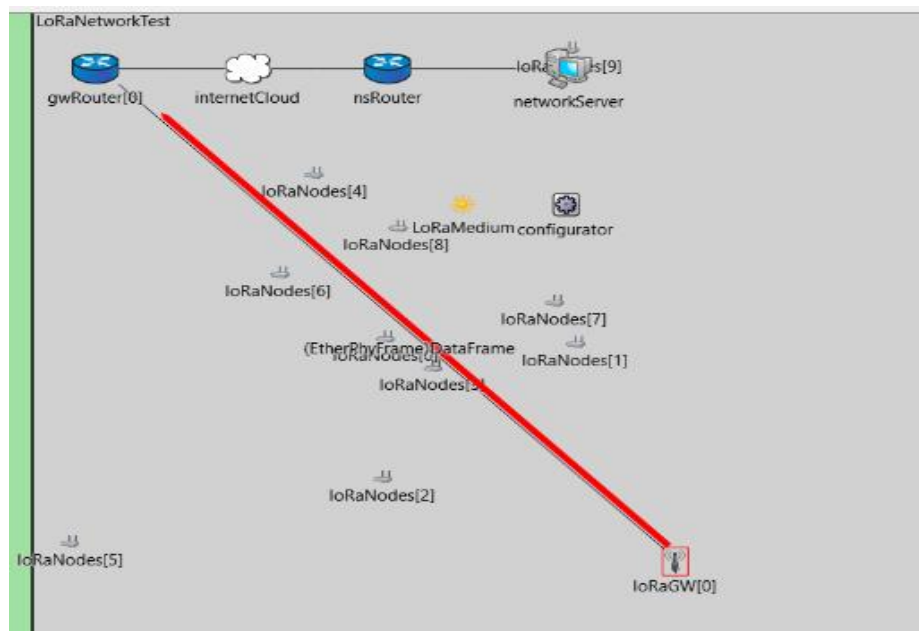 LoRaNetworkTest
gwRouter[0]
internetCloud
nsRouter
networkServer
loRaNodes[4]
LoRaMedium
configurator
loRaNodes[8]
loRaNodes[6]
loRaNodes[7]
(EtherPhyFrame)DataFrame
loRaNodes[1]
loRaNodes[2]
loRaNodes[5]
loRaGW[0]